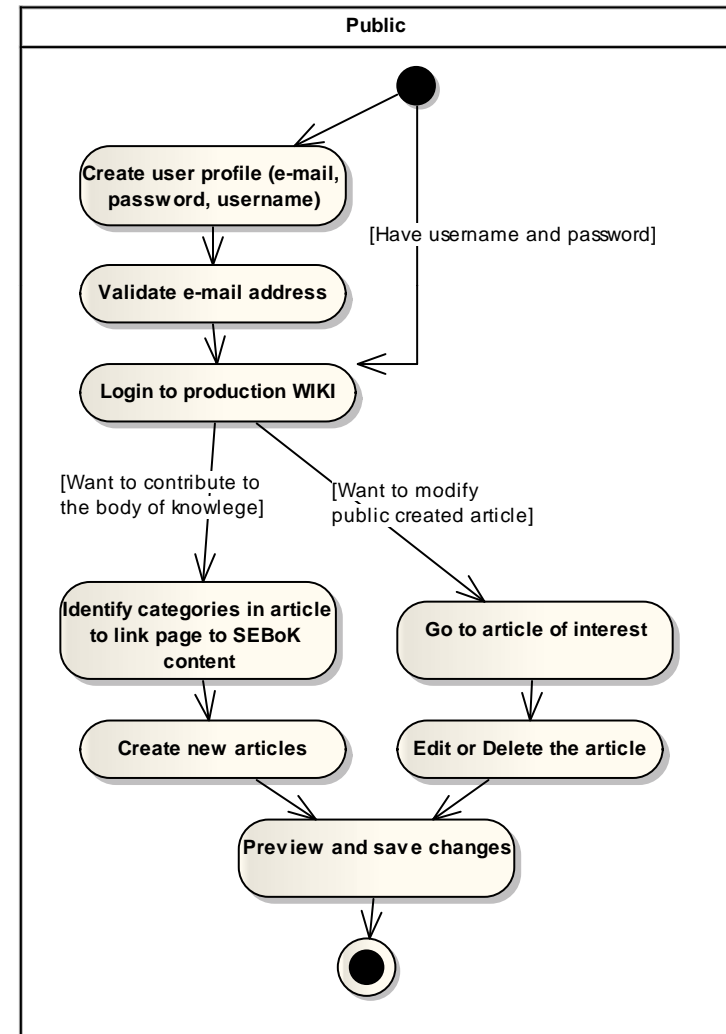 Public
Create user profile (e-mail,
password, username)
[Have username and password]
Validate e-mail address
Login to production WIKI
[Want to contribute to
the body of knowlege]
[Want to modify
public created article]
Identify categories in article
to link page to SEBoK
content
Go to article of interest
Create new articles
Edit or Delete the article
Preview and save changes